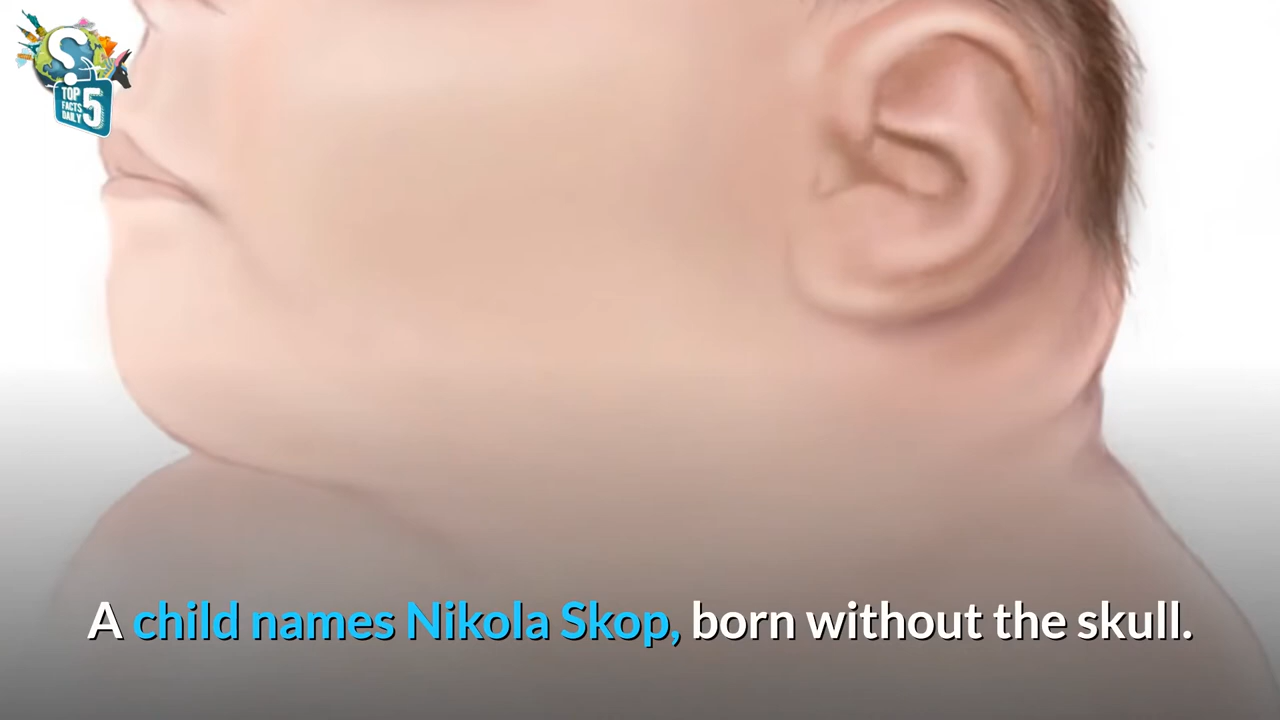 TOP
FACTS
DAILY
5
A child names Nikola Skop, born without the skull.